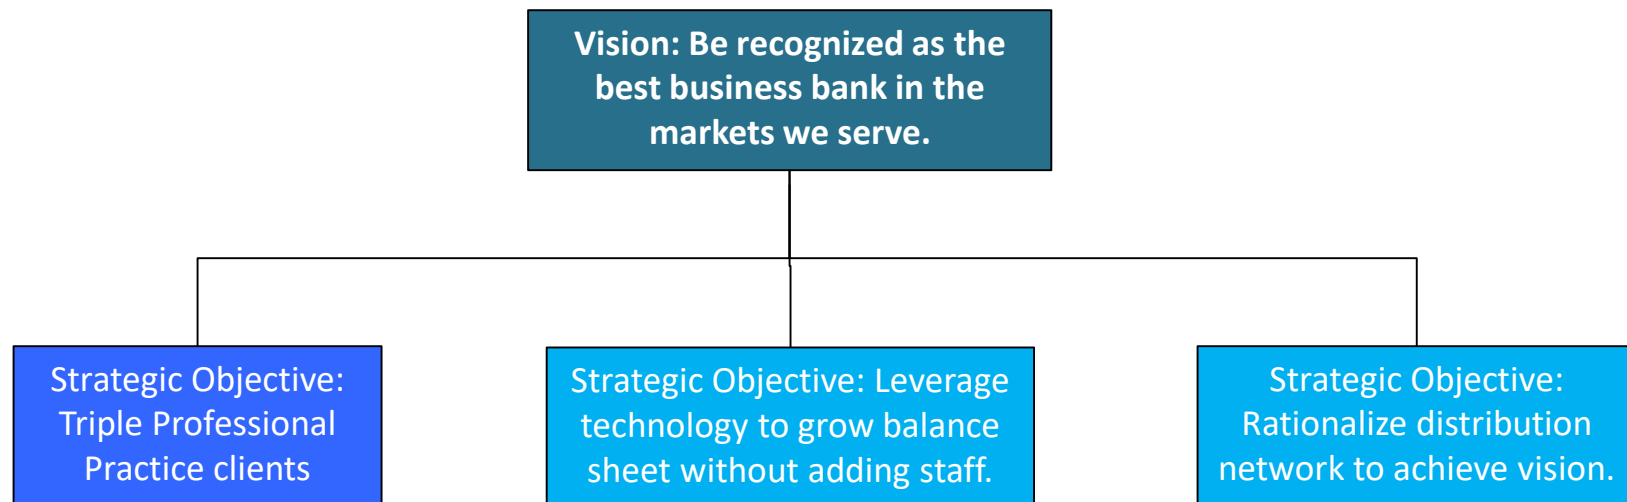 Vision: Be recognized as the
best business bank in the
markets we serve.
Strategic Objective:
Triple Professional
Practice clients
Strategic Objective: Leverage
technology to grow balance
sheet without adding staff.
Strategic Objective:
Rationalize distribution
network to achieve vision.